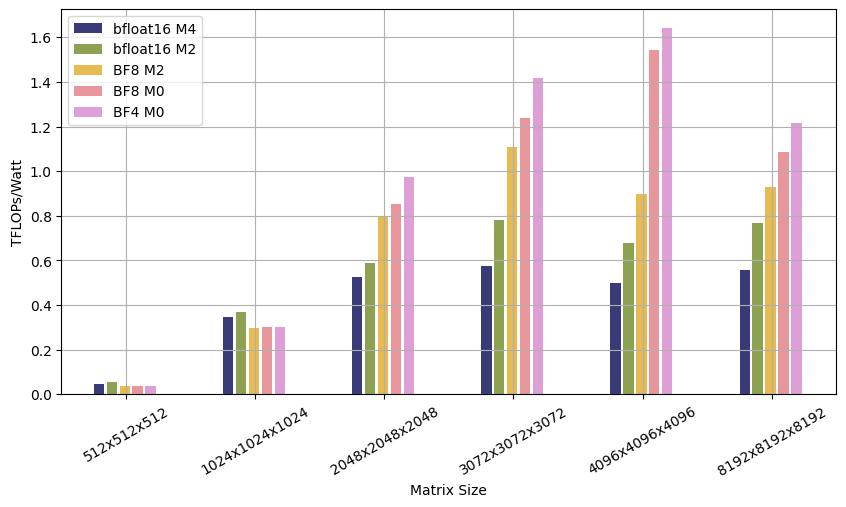 bfloat16 M4
bfloat16 M2
BF8 M2
BF8 M0
BF4 M0
TFLOPs/Watt
1.6
1.4
1.2
1.0
0.8
0.6
0.4
0.2
0.0
512x512x512
1024x1024x1024
2048x2048x2048
3072x3072x3072
4096x4096x4096
8192x8192x8192
Matrix Size